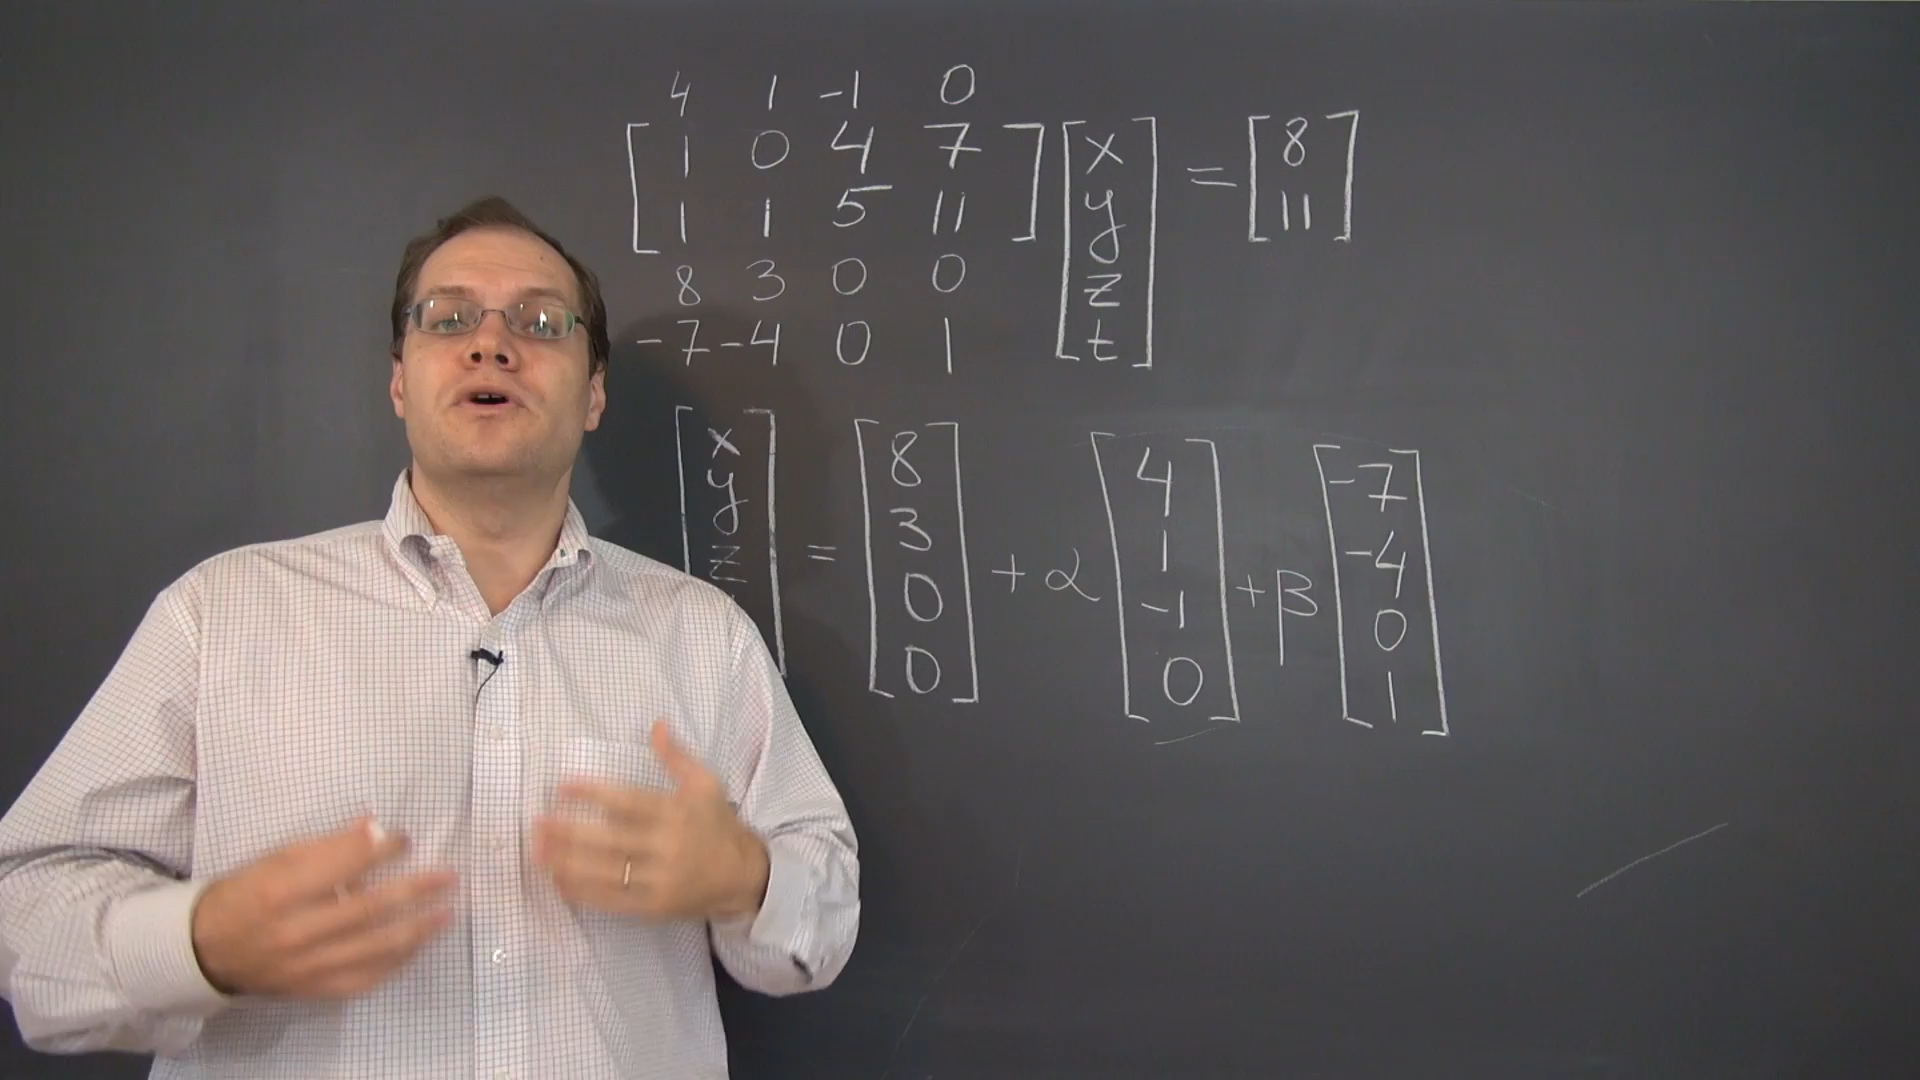 4 1 -1 0
[ 1 0 4 7 ] [ x ] = [ 8 ]
[ 1 1 5 11 ] [ y ] [ 11 ]
8 3 0 0 [ z ]
-7 -4 0 1 [ t ]
[ x ] [ 8 ] [ 4 ] [ -7 ]
[ y ] [ 3 ] [ 1 ] [ -4 ]
[ z ] = [ 0 ] + α [ -1 ] + β [ 0 ]
[ 0 ] [ 0 ] [ 1 ]